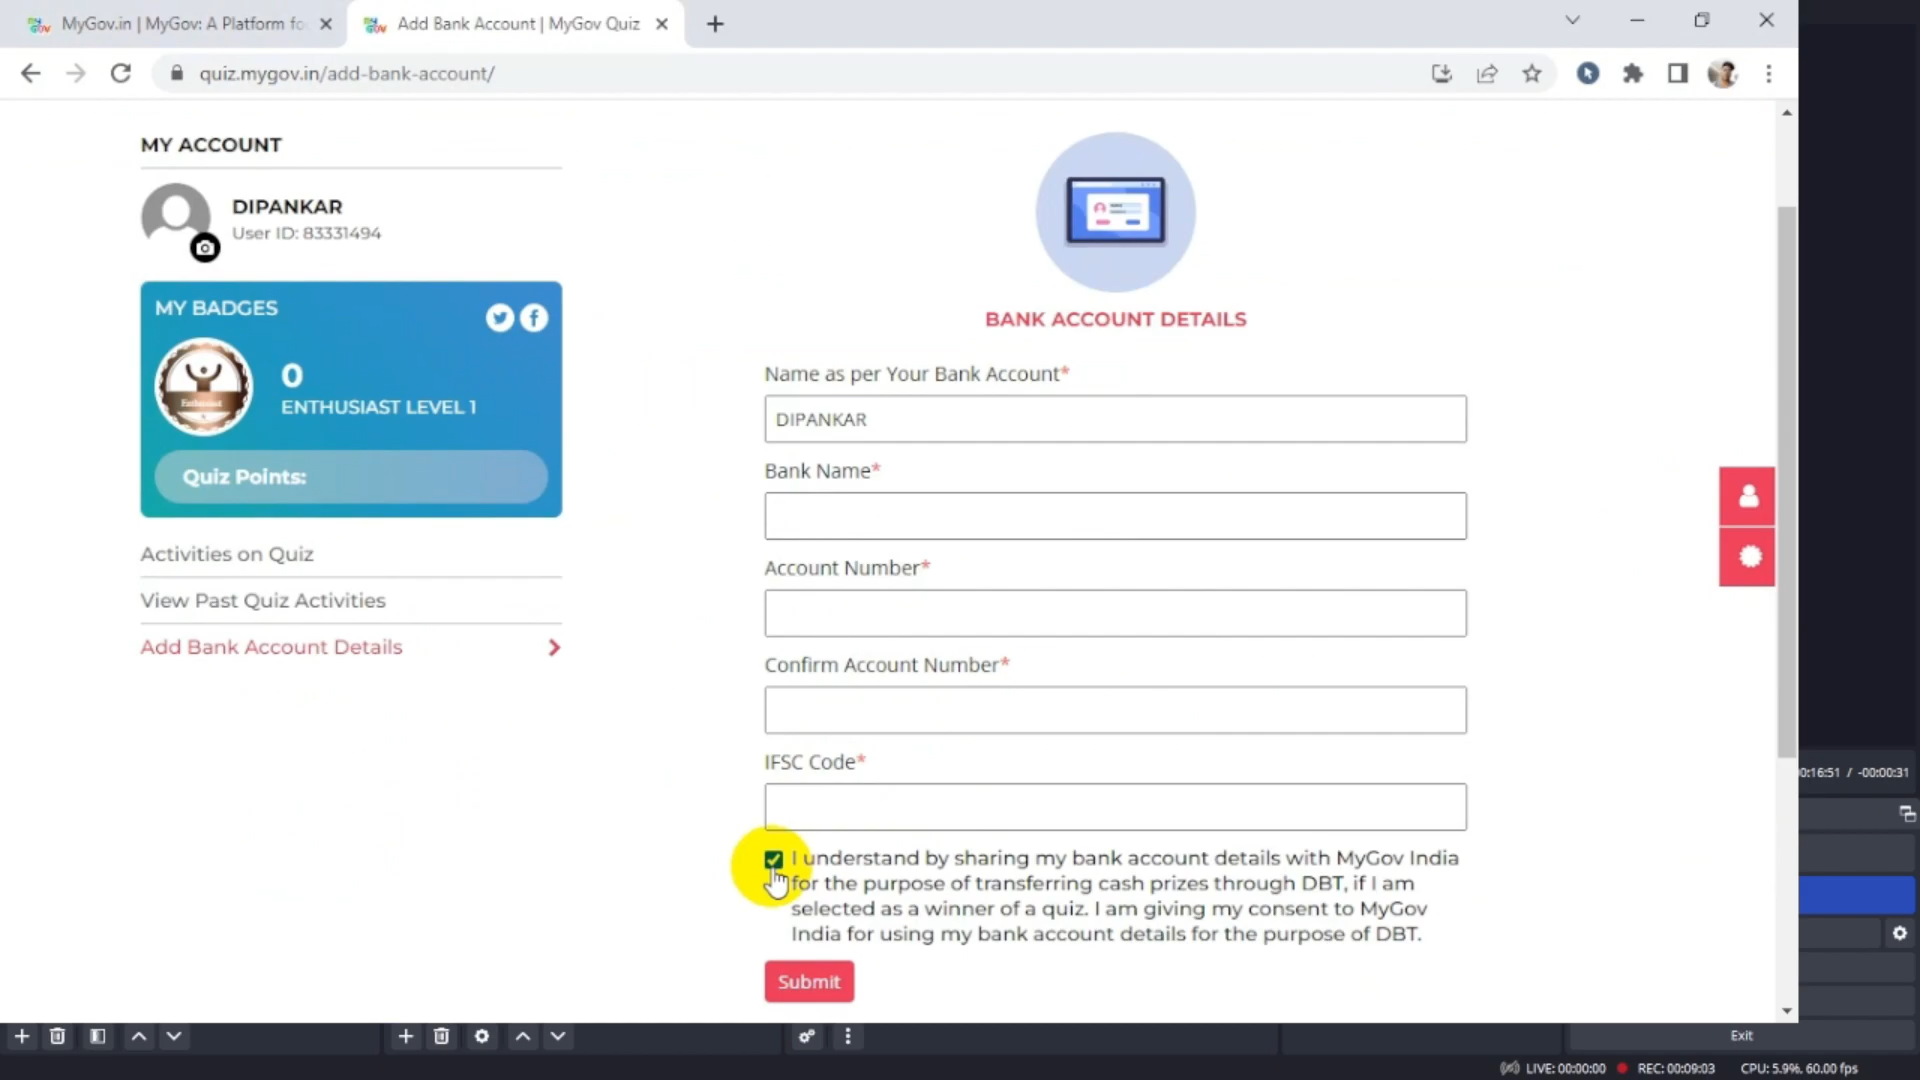 MyGov.in | MyGov: A Platform fo
Add Bank Account | MyGov Quiz
quiz.mygov.in/add-bank-account/
MY ACCOUNT
DIPANKAR
User ID: 83331494
MY BADGES
Enthusiast
0
ENTHUSIAST LEVEL 1
Quiz Points:
Activities on Quiz
View Past Quiz Activities
Add Bank Account Details
BANK ACCOUNT DETAILS
Name as per Your Bank Account*
DIPANKAR
Bank Name*
Account Number*
Confirm Account Number*
IFSC Code*
I understand by sharing my bank account details with MyGov India
for the purpose of transferring cash prizes through DBT, if I am
selected as a winner of a quiz. I am giving my consent to MyGov
India for using my bank account details for the purpose of DBT.
Submit
0:16:51 / -00:00:31
Exit
LIVE: 00:00:00
REC: 00:09:03
CPU: 5.9%, 60.00 fps